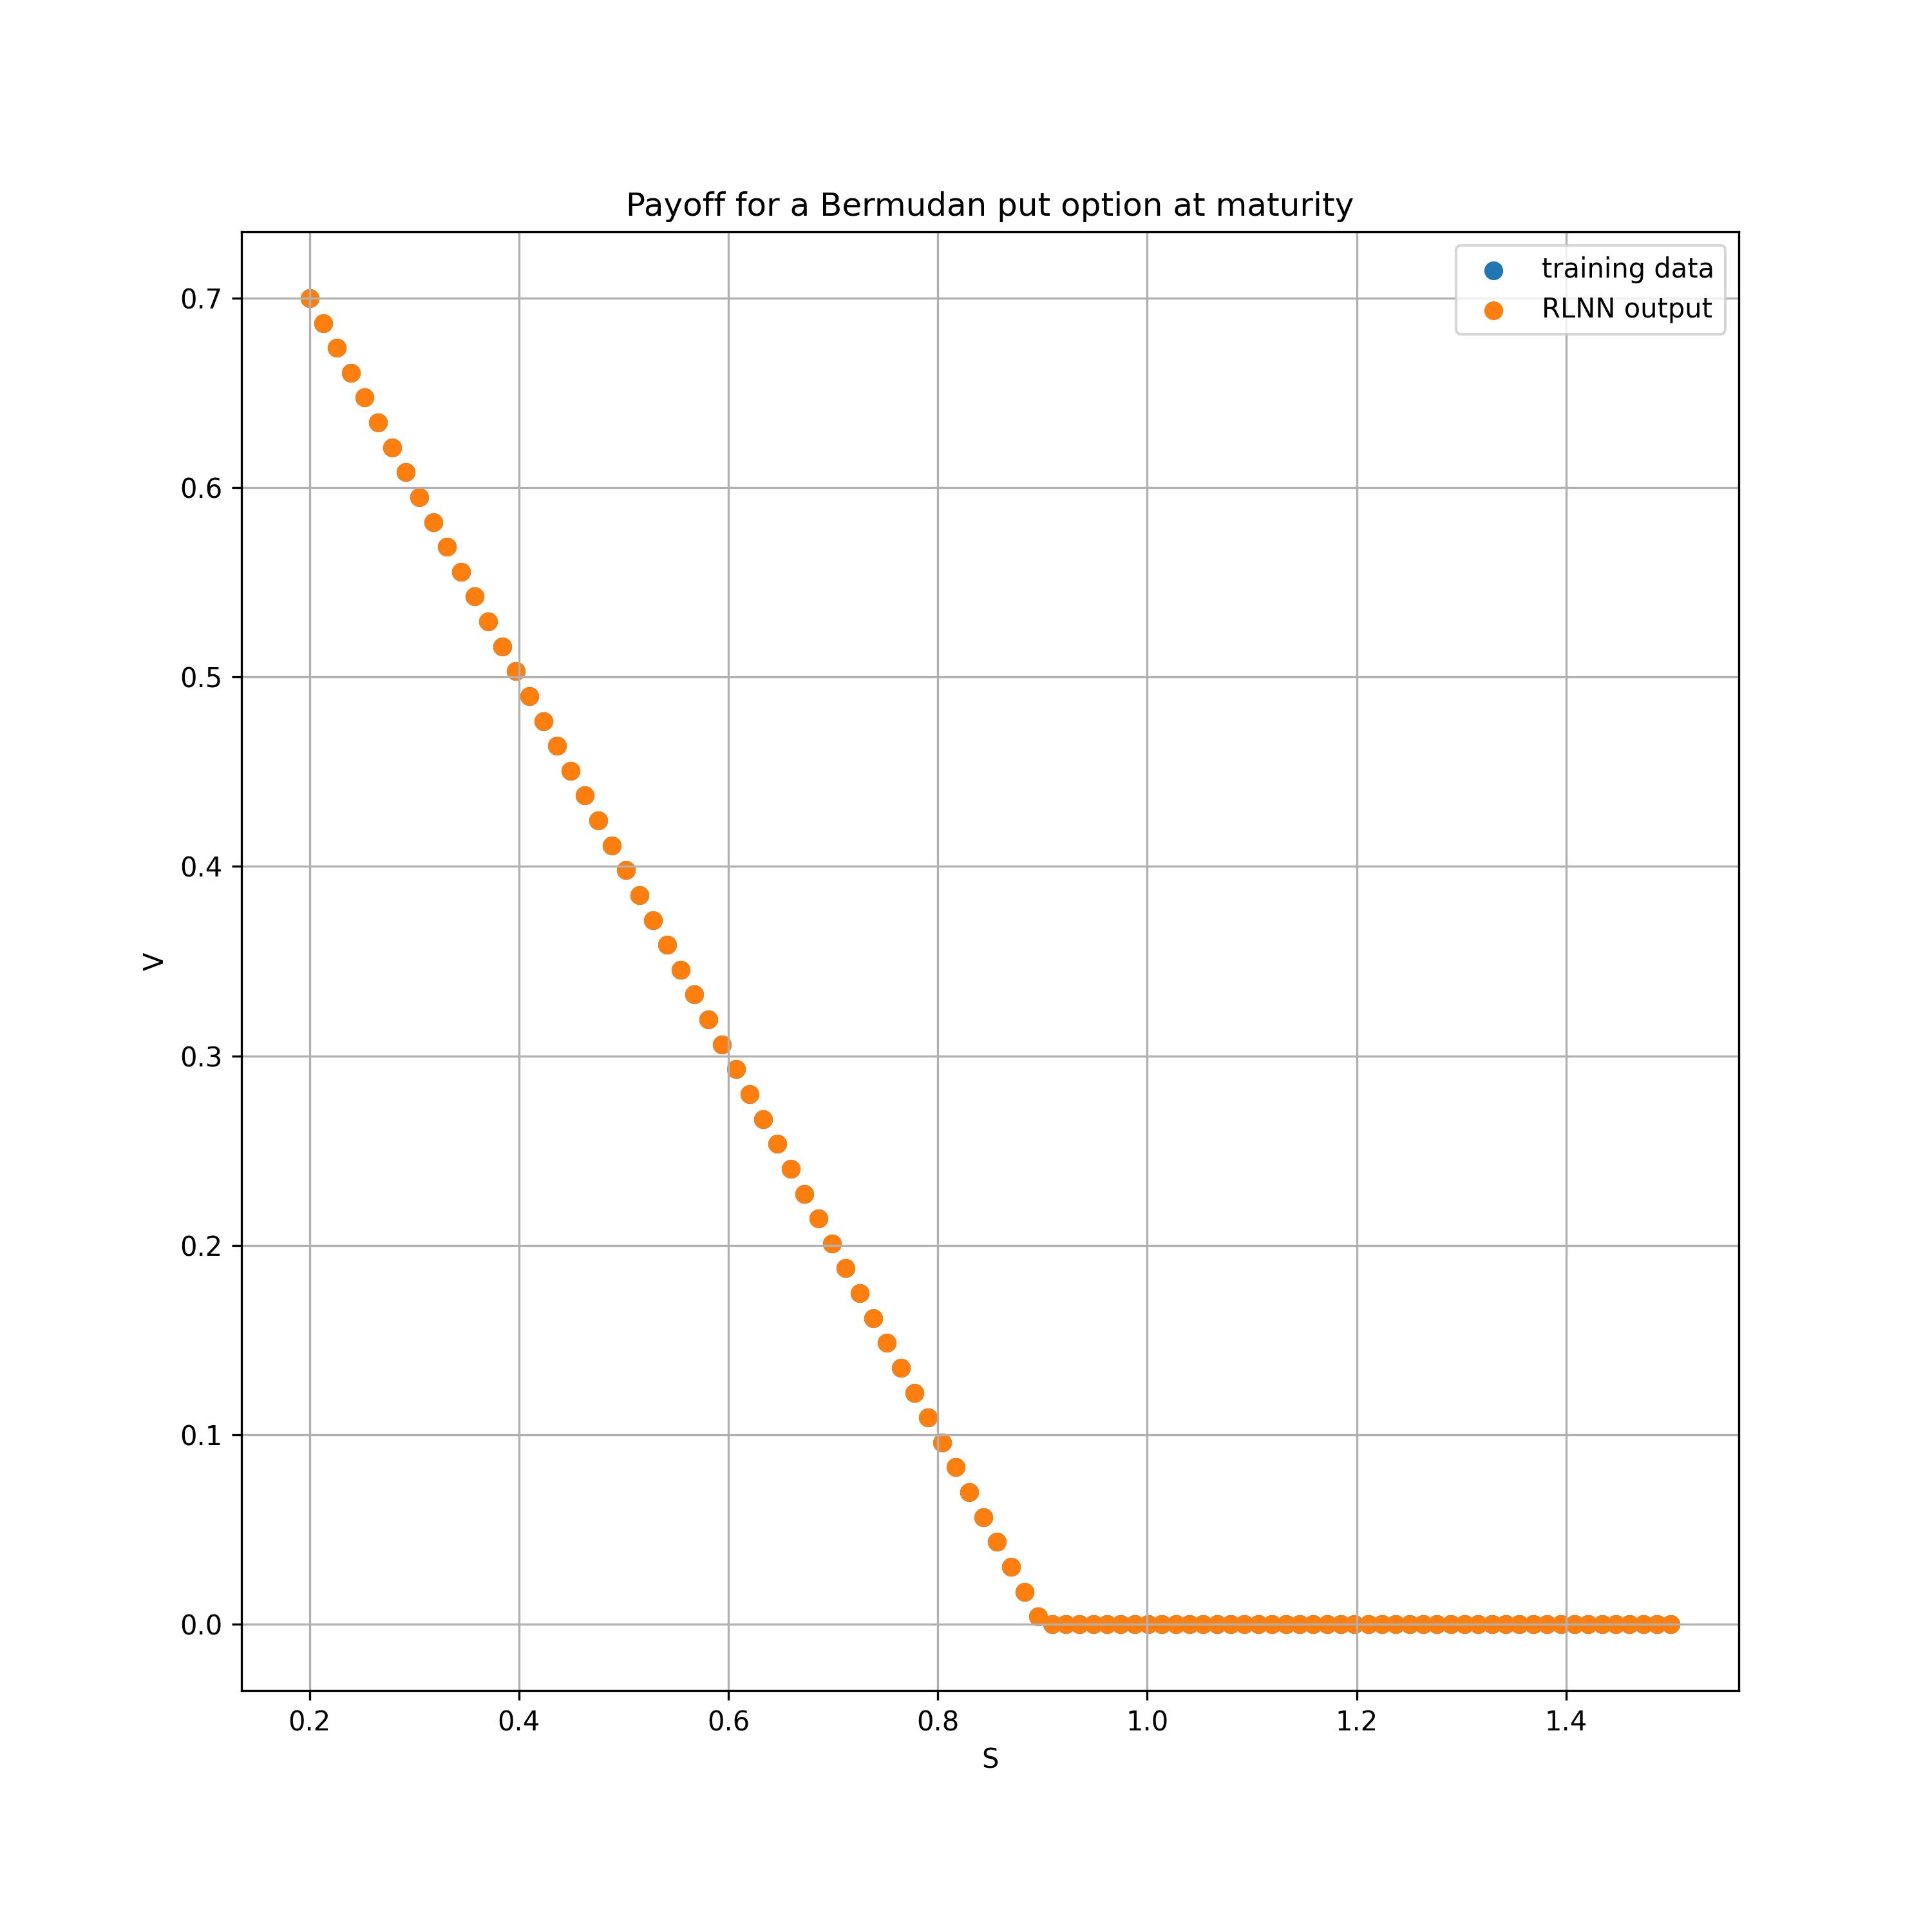 Payoff for a Bermudan put option at maturity
training data
RLNN output
0.7
0.6
0.5
0.4
0.3
0.2
0.1
0.0
V
0.2 0.4 0.6 0.8 1.0 1.2 1.4
S